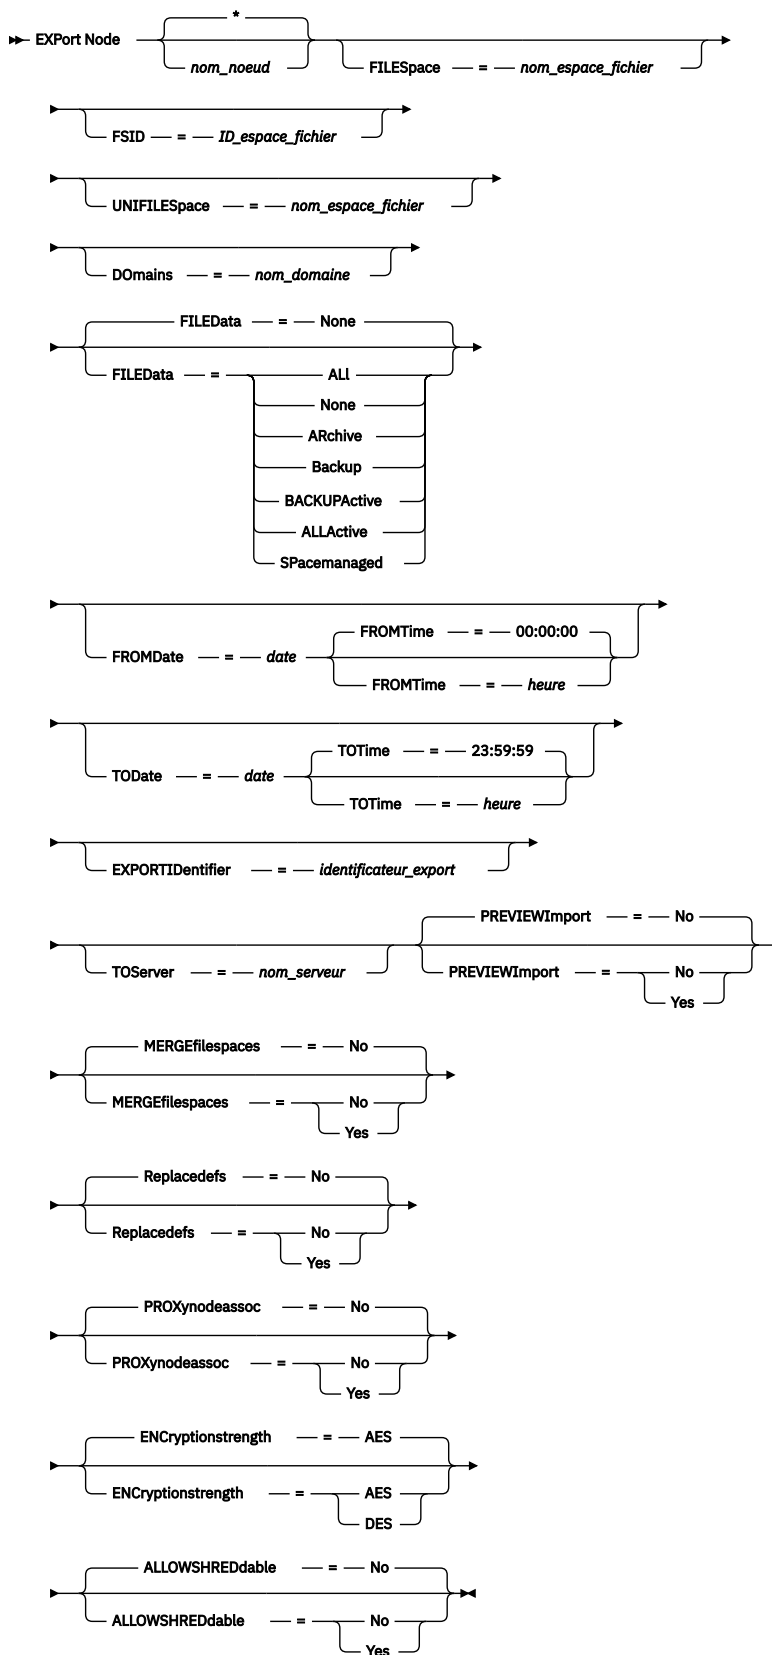 *
EXPort Node
nom_noeud
FILESpace = nom_espace_fichier
FSID = ID_espace_fichier
UNIFILESpace = nom_espace_fichier
DOmains = nom_domaine
FILEData = None
FILEData = ALl
None
ARchive
Backup
BACKUPActive
ALLActive
SPacemanaged
FROMTime = 00:00:00
FROMDate = date
FROMTime = heure
TOTime = 23:59:59
TODate = date
TOTime = heure
EXPORTIDentifier = identificateur_export
PREVIEWImport = No
TOServer = nom_serveur
PREVIEWImport = No
Yes
MERGEfilespaces = No
MERGEfilespaces = No
Yes
Replacedefs = No
Replacedefs = No
Yes
PROXynodeassoc = No
PROXynodeassoc = No
Yes
ENCryptionstrength = AES
ENCryptionstrength = AES
DES
ALLOWSHREDdable = No
ALLOWSHREDdable = No
Yes